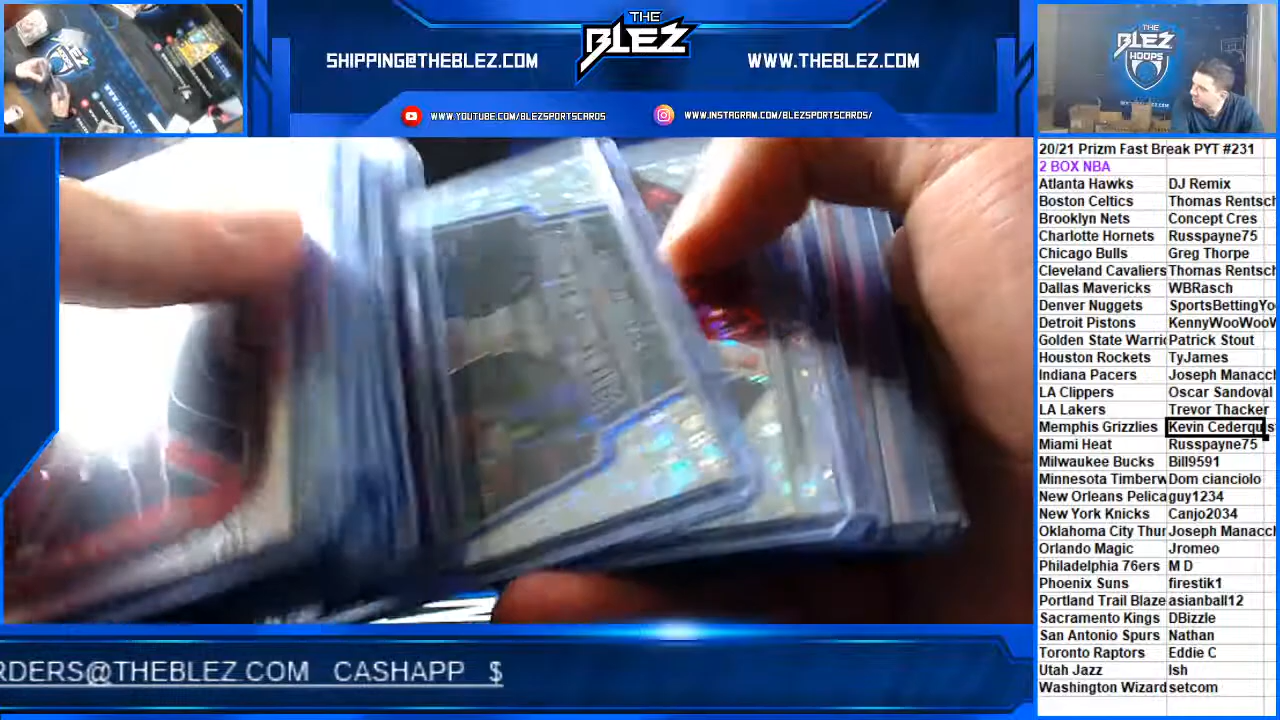 THE
BLEZ
SHIPPING@THEBLEZ.COM
WWW.THEBLEZ.COM
WWW.YOUTUBE.COM/BLEZSPORTSCARDS
WWW.INSTAGRAM.COM/BLEZSPORTSCARDS/
THE
BLEZ
HOOPS
20/21 Prizm Fast Break PYT #231
2 BOX NBA
Atlanta Hawks DJ Remix
Boston Celtics Thomas Rentsch
Brooklyn Nets Concept Cres
Charlotte Hornets Russpayne75
Chicago Bulls Greg Thorpe
Cleveland Cavaliers Thomas Rentsch
Dallas Mavericks WBRasch
Denver Nuggets SportsBettingYo
Detroit Pistons KennyWooWooW
Golden State Warri Patrick Stout
Houston Rockets TyJames
Indiana Pacers Joseph Manacc
LA Clippers Oscar Sandoval
LA Lakers Trevor Thacker
Memphis Grizzlies Kevin Cederquist
Miami Heat Russpayne75
Milwaukee Bucks Bill9591
Minnesota Timberw Dom cianciolo
New Orleans Pelica guy1234
New York Knicks Canjo2034
Oklahoma City Thur Joseph Manacc
Orlando Magic Jromeo
Philadelphia 76ers M D
Phoenix Suns firestik1
Portland Trail Blaze asianball12
Sacramento Kings DBizzle
San Antonio Spurs Nathan
Toronto Raptors Eddie C
Utah Jazz Ish
Washington Wizard setcom
RDERS@THEBLEZ.COM CASHAPP $